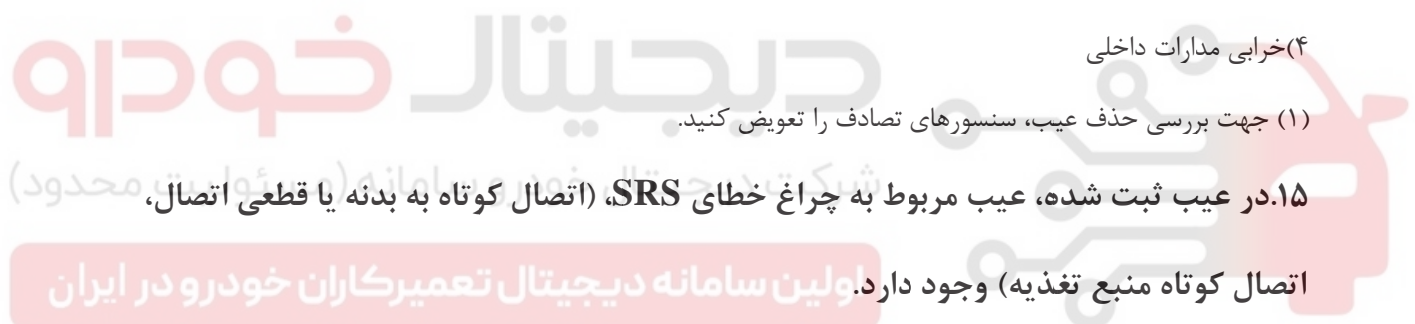 ۴)خرابی مدارات داخلی
دیجیتال خودرو
(۱) جهت بررسی حذف عیب، سنسورهای تصادف را تعویض کنید.
شرکت دیجیتال خودرو سامانه (مسئولیت محدود)
۱۵.در عیب ثبت شده، عیب مربوط به چراغ خطای SRS، (اتصال کوتاه به بدنه یا قطعی اتصال،
اولین سامانه دیجیتال تعمیرکاران خودرو در ایران
اتصال کوتاه منبع تغذیه) وجود دارد.